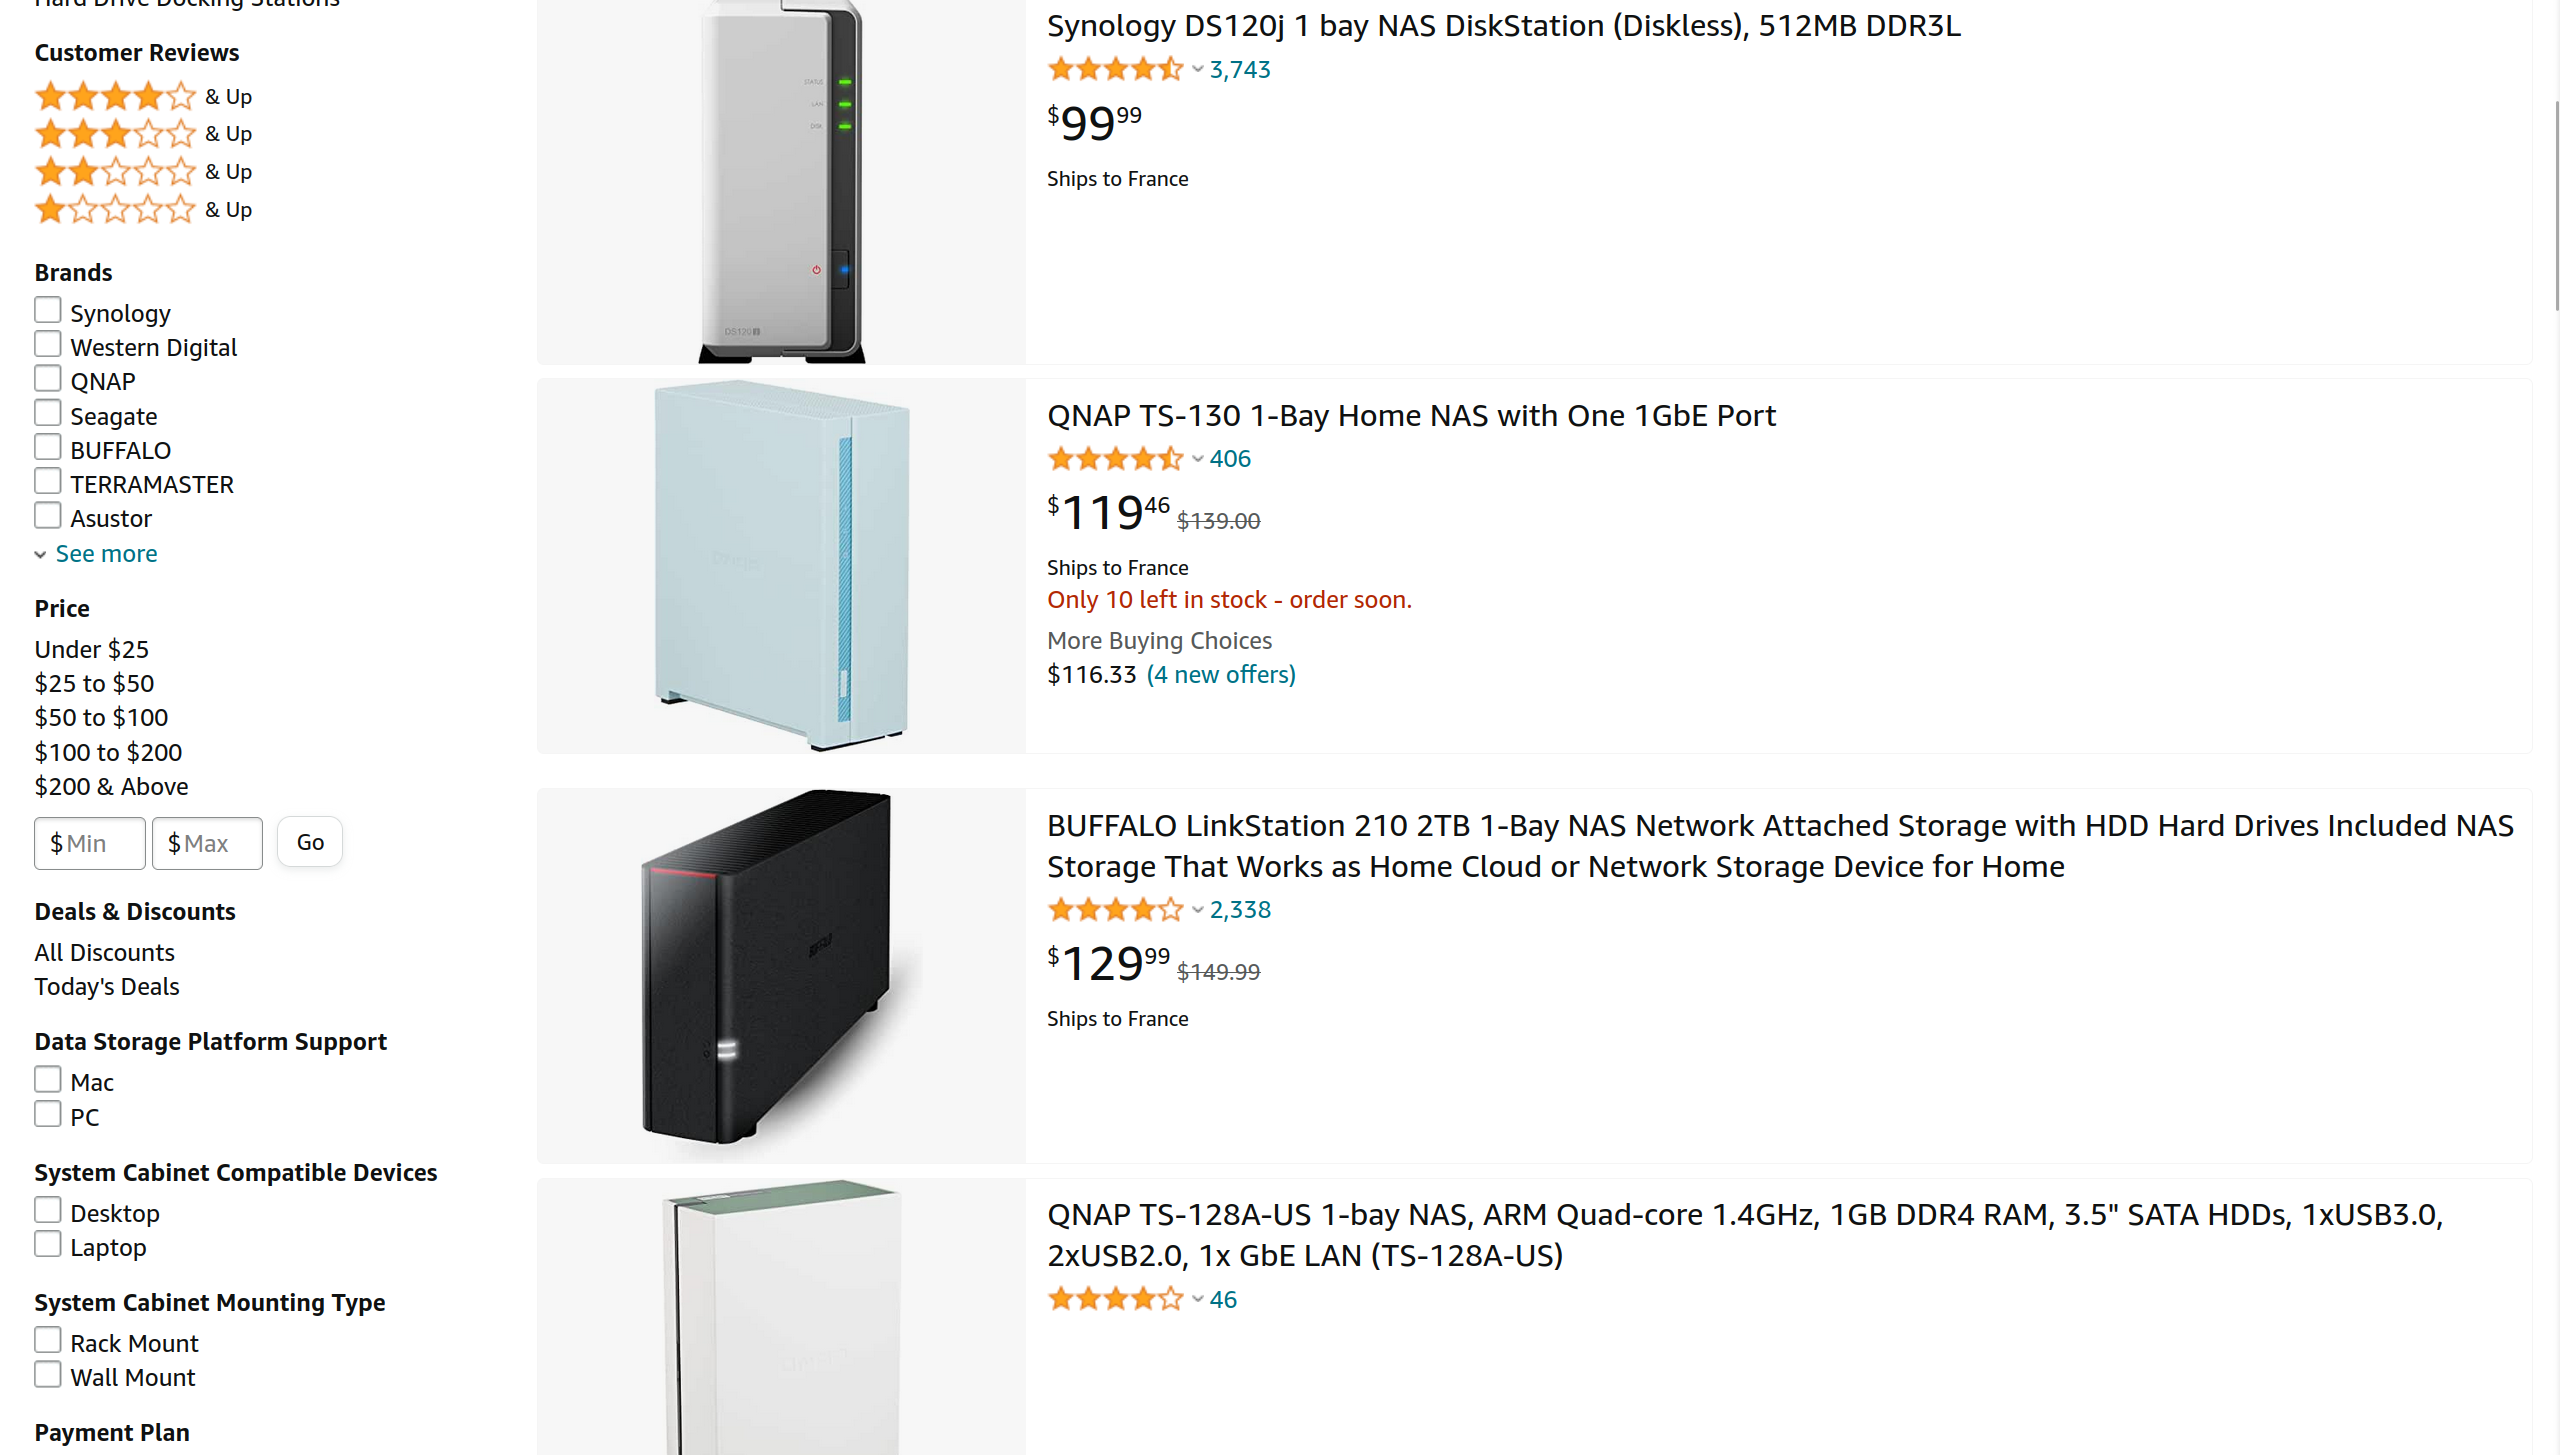 Hard Drive Docking Stations
Customer Reviews
& Up
& Up
& Up
& Up
Brands
Synology
Western Digital
QNAP
Seagate
BUFFALO
TERRAMASTER
Asustor
See more
Price
Under $25
$25 to $50
$50 to $100
$100 to $200
$200 & Above
$ Min $ Max Go
Deals & Discounts
All Discounts
Today's Deals
Data Storage Platform Support
Mac
PC
System Cabinet Compatible Devices
Desktop
Laptop
System Cabinet Mounting Type
Rack Mount
Wall Mount
Payment Plan
STATUS
LAN
DISK
DS120j
Synology DS120j 1 bay NAS DiskStation (Diskless), 512MB DDR3L
3,743
$99.99
Ships to France
QNAP TS-130 1-Bay Home NAS with One 1GbE Port
406
$119.46 $139.00
Ships to France
Only 10 left in stock - order soon.
More Buying Choices
$116.33 (4 new offers)
BUFFALO LinkStation 210 2TB 1-Bay NAS Network Attached Storage with HDD Hard Drives Included NAS
Storage That Works as Home Cloud or Network Storage Device for Home
2,338
$129.99 $149.99
Ships to France
QNAP TS-128A-US 1-bay NAS, ARM Quad-core 1.4GHz, 1GB DDR4 RAM, 3.5" SATA HDDs, 1xUSB3.0,
2xUSB2.0, 1x GbE LAN (TS-128A-US)
46